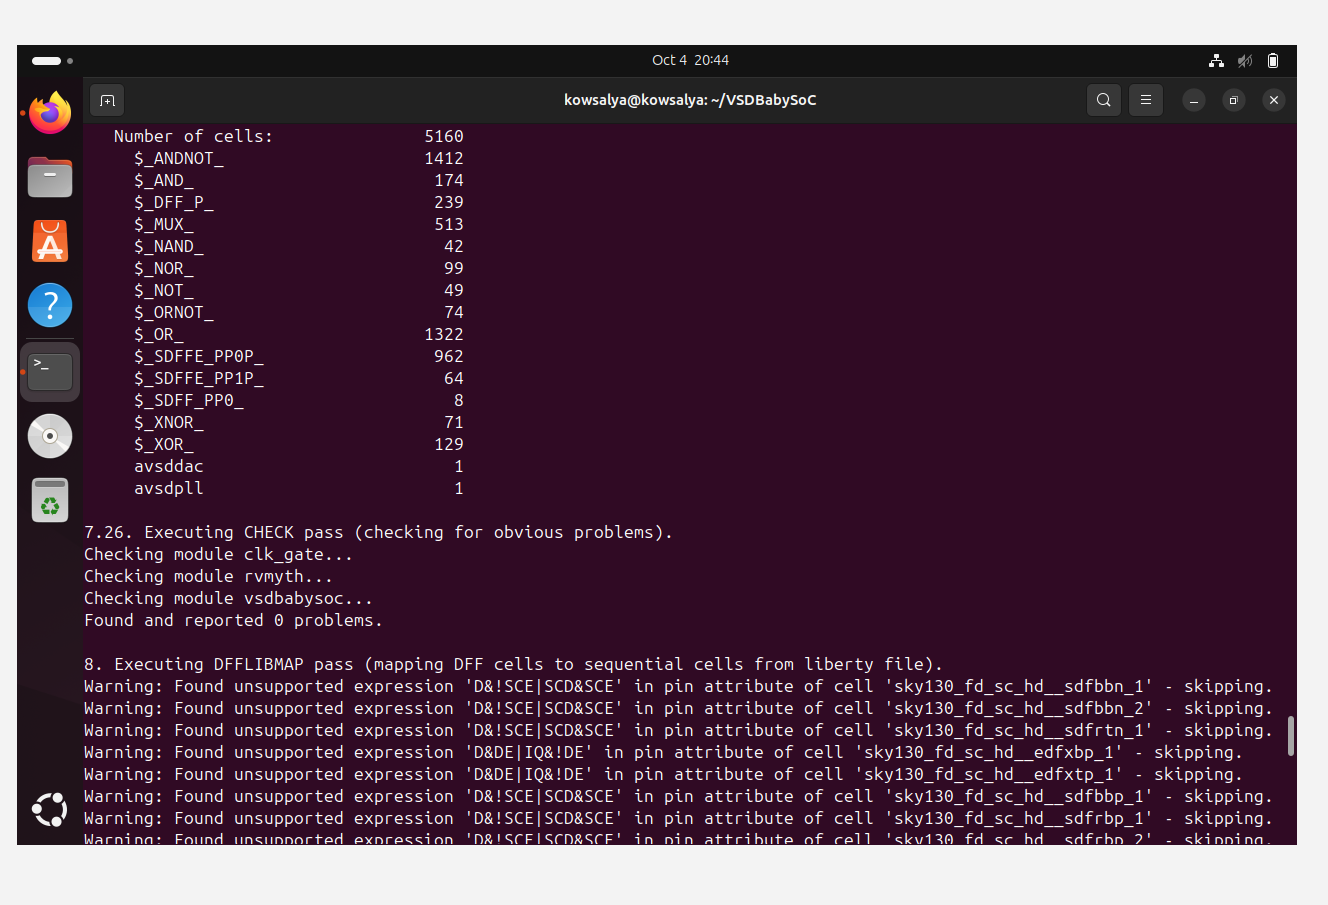 Oct 4 20:44
kowsalya@kowsalya: ~/VSDBabySoC
Number of cells: 5160
$_ANDNOT_ 1412
$_AND_ 174
$_DFF_P_ 239
$_MUX_ 513
$_NAND_ 42
$_NOR_ 99
$_NOT_ 49
$_ORNOT_ 74
$_OR_ 1322
$_SDFFE_PP0P_ 962
$_SDFFE_PP1P_ 64
$_SDFF_PP0_ 8
$_XNOR_ 71
$_XOR_ 129
avsddac 1
avsdpll 1
7.26. Executing CHECK pass (checking for obvious problems).
Checking module clk_gate...
Checking module rvmyth...
Checking module vsdbabysoc...
Found and reported 0 problems.
8. Executing DFFLIBMAP pass (mapping DFF cells to sequential cells from liberty file).
Warning: Found unsupported expression 'D&!SCE|SCD&SCE' in pin attribute of cell 'sky130_fd_sc_hd__sdfbbn_1' - skipping.
Warning: Found unsupported expression 'D&!SCE|SCD&SCE' in pin attribute of cell 'sky130_fd_sc_hd__sdfbbn_2' - skipping.
Warning: Found unsupported expression 'D&!SCE|SCD&SCE' in pin attribute of cell 'sky130_fd_sc_hd__sdfrtn_1' - skipping.
Warning: Found unsupported expression 'D&DE|IQ&!DE' in pin attribute of cell 'sky130_fd_sc_hd__edfxbp_1' - skipping.
Warning: Found unsupported expression 'D&DE|IQ&!DE' in pin attribute of cell 'sky130_fd_sc_hd__edfxtp_1' - skipping.
Warning: Found unsupported expression 'D&!SCE|SCD&SCE' in pin attribute of cell 'sky130_fd_sc_hd__sdfbbp_1' - skipping.
Warning: Found unsupported expression 'D&!SCE|SCD&SCE' in pin attribute of cell 'sky130_fd_sc_hd__sdfrbp_1' - skipping.
Warning: Found unsupported expression 'D&!SCE|SCD&SCE' in pin attribute of cell 'sky130_fd_sc_hd__sdfrbp_2' - skipping.